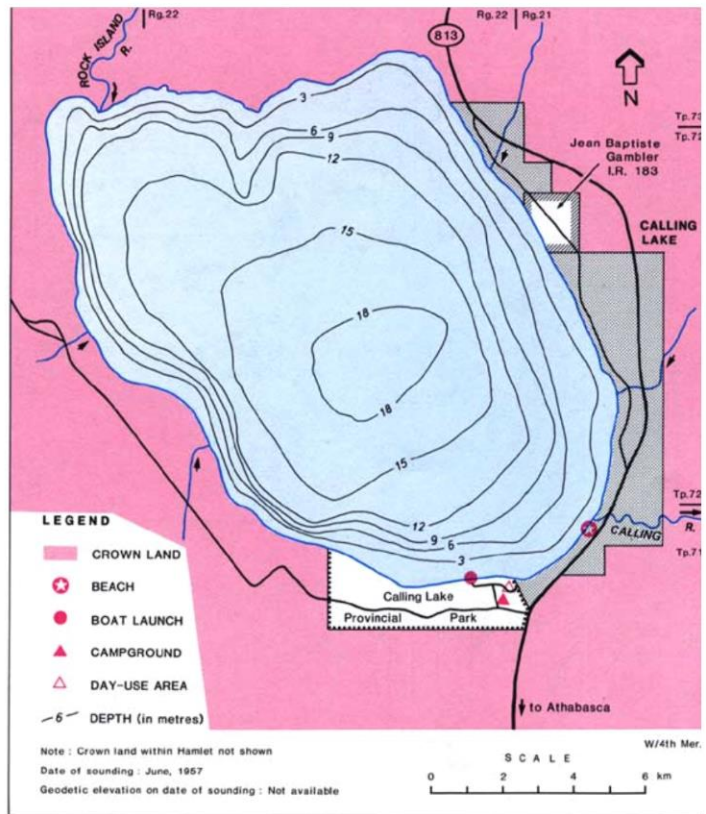 Rg.22
Rg.22
Rg.21
813
ROCK ISLAND R.
N
Tp.73
Tp.72
Jean Baptiste
Gambler
I.R. 183
CALLING
LAKE
3
6
9
12
15
18
18
15
12
9
6
3
Tp.72
CALLING R.
Tp.71
LEGEND
CROWN LAND
BEACH
BOAT LAUNCH
CAMPGROUND
DAY-USE AREA
6 DEPTH (in metres)
Calling Lake
Provincial Park
to Athabasca
W/4th Mer.
Note : Crown land within Hamlet not shown
Date of sounding : June, 1957
Geodetic elevation on date of sounding : Not available
SCALE
0 2 4 6 km